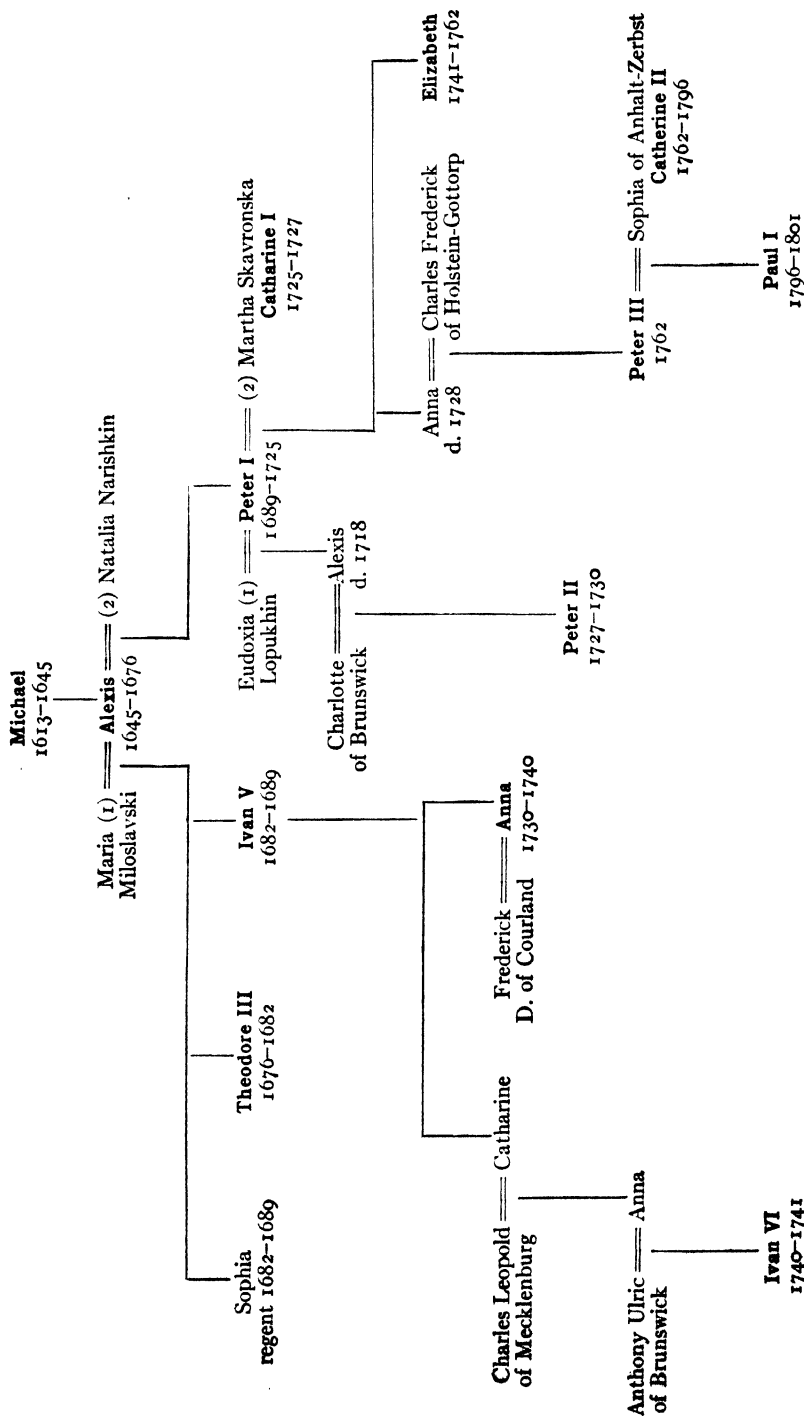 Michael
1613–1645
Maria (1) == Alexis == (2) Natalia Narishkin
Miloslavski
1645–1676
Sophia
regent 1682–1689
Theodore III
1676–1682
Ivan V
1682–1689
Eudoxia (1) == Peter I == (2) Martha Skavronska
Lopukhin
1689–1725
Catharine I
1725–1727
Charlotte == Alexis
of Brunswick
d. 1718
Anna == Charles Frederick
d. 1728
of Holstein-Gottorp
Elizabeth
1741–1762
Charles Leopold == Catharine
of Mecklenburg
Frederick == Anna
D. of Courland
1730–1740
Peter II
1727–1730
Peter III == Sophia of Anhalt-Zerbst
1762
Catherine II
1762–1796
Anthony Ulric == Anna
of Brunswick
Ivan VI
1740–1741
Paul I
1796–1801